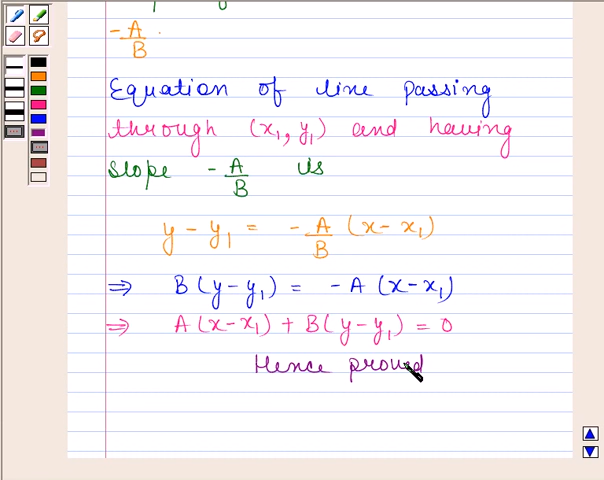 -A/B.
Equation of line passing
through (x₁, y₁) and having
slope -A/B is
y - y₁ = -A/B (x - x₁)
⇒ B(y - y₁) = -A (x - x₁)
⇒ A(x - x₁) + B(y - y₁) = 0
Hence proved